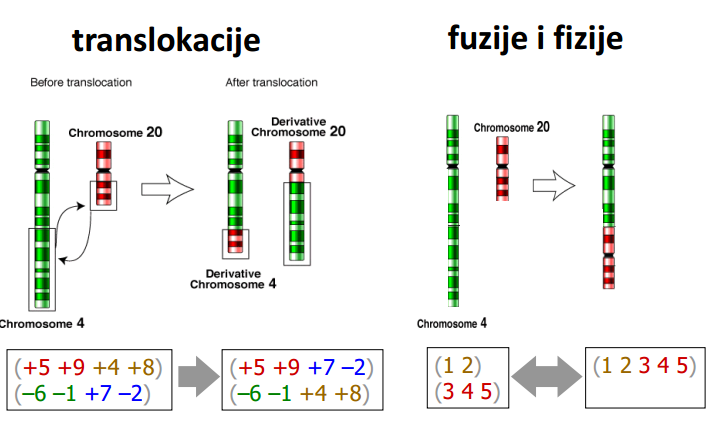 translokacije
Before translocation
After translocation
Chromosome 20
Derivative
Chromosome 20
Derivative
Chromosome 4
Chromosome 4
(+5 +9 +4 +8)
(–6 –1 +7 –2)
(+5 +9 +7 –2)
(–6 –1 +4 +8)
fuzije i fizije
Chromosome 20
Chromosome 4
(1 2)
(3 4 5)
(1 2 3 4 5)